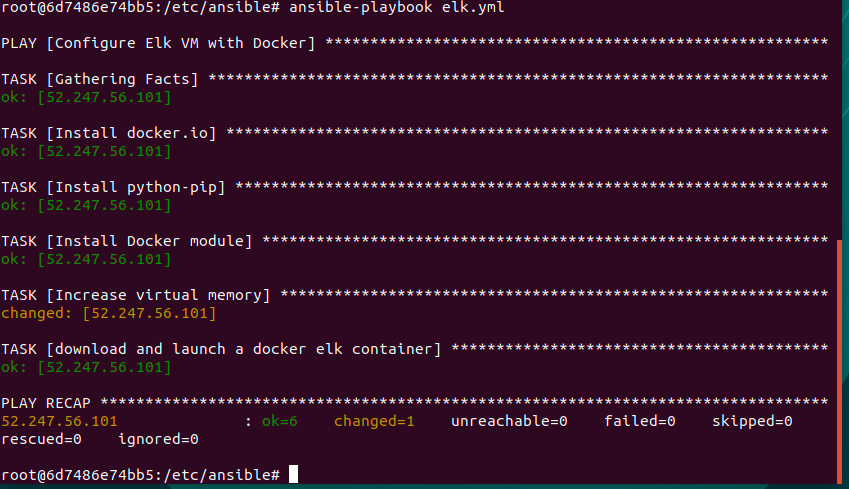 root@6d7486e74bb5:/etc/ansible# ansible-playbook elk.yml
PLAY [Configure Elk VM with Docker] ********************************************************
TASK [Gathering Facts] *********************************************************************
ok: [52.247.56.101]
TASK [Install docker.io] *******************************************************************
ok: [52.247.56.101]
TASK [Install python-pip] ******************************************************************
ok: [52.247.56.101]
TASK [Install Docker module] ***************************************************************
ok: [52.247.56.101]
TASK [Increase virtual memory] *************************************************************
changed: [52.247.56.101]
TASK [download and launch a docker elk container] ******************************************
ok: [52.247.56.101]
PLAY RECAP *********************************************************************************
52.247.56.101              : ok=6    changed=1    unreachable=0    failed=0    skipped=0
rescued=0    ignored=0
root@6d7486e74bb5:/etc/ansible#